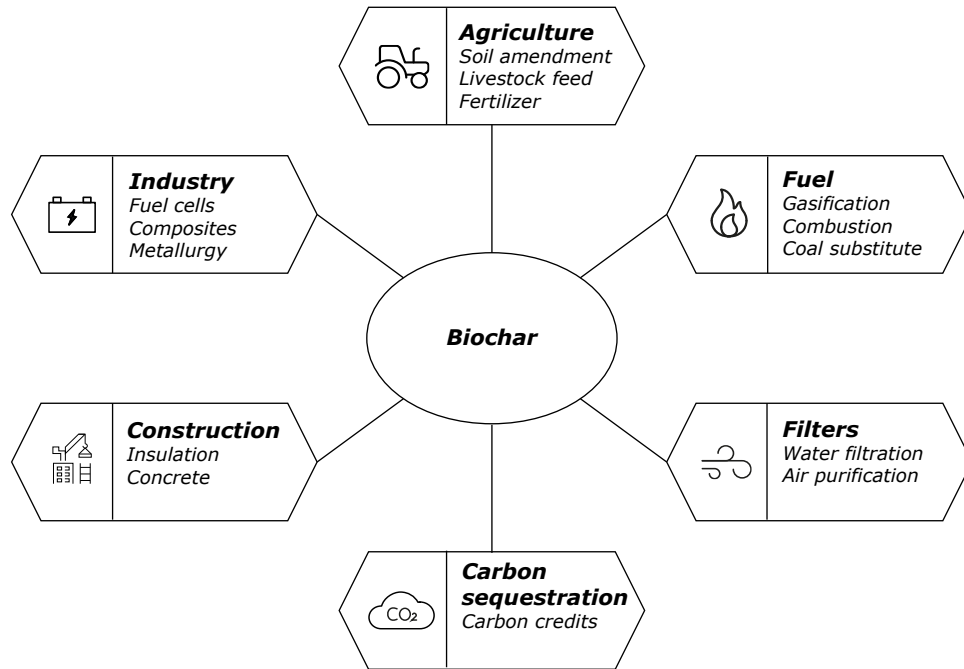 Agriculture
Soil amendment
Livestock feed
Fertilizer
Industry
Fuel cells
Composites
Metallurgy
Fuel
Gasification
Combustion
Coal substitute
Biochar
Construction
Insulation
Concrete
Filters
Water filtration
Air purification
Carbon
sequestration
Carbon credits
CO₂